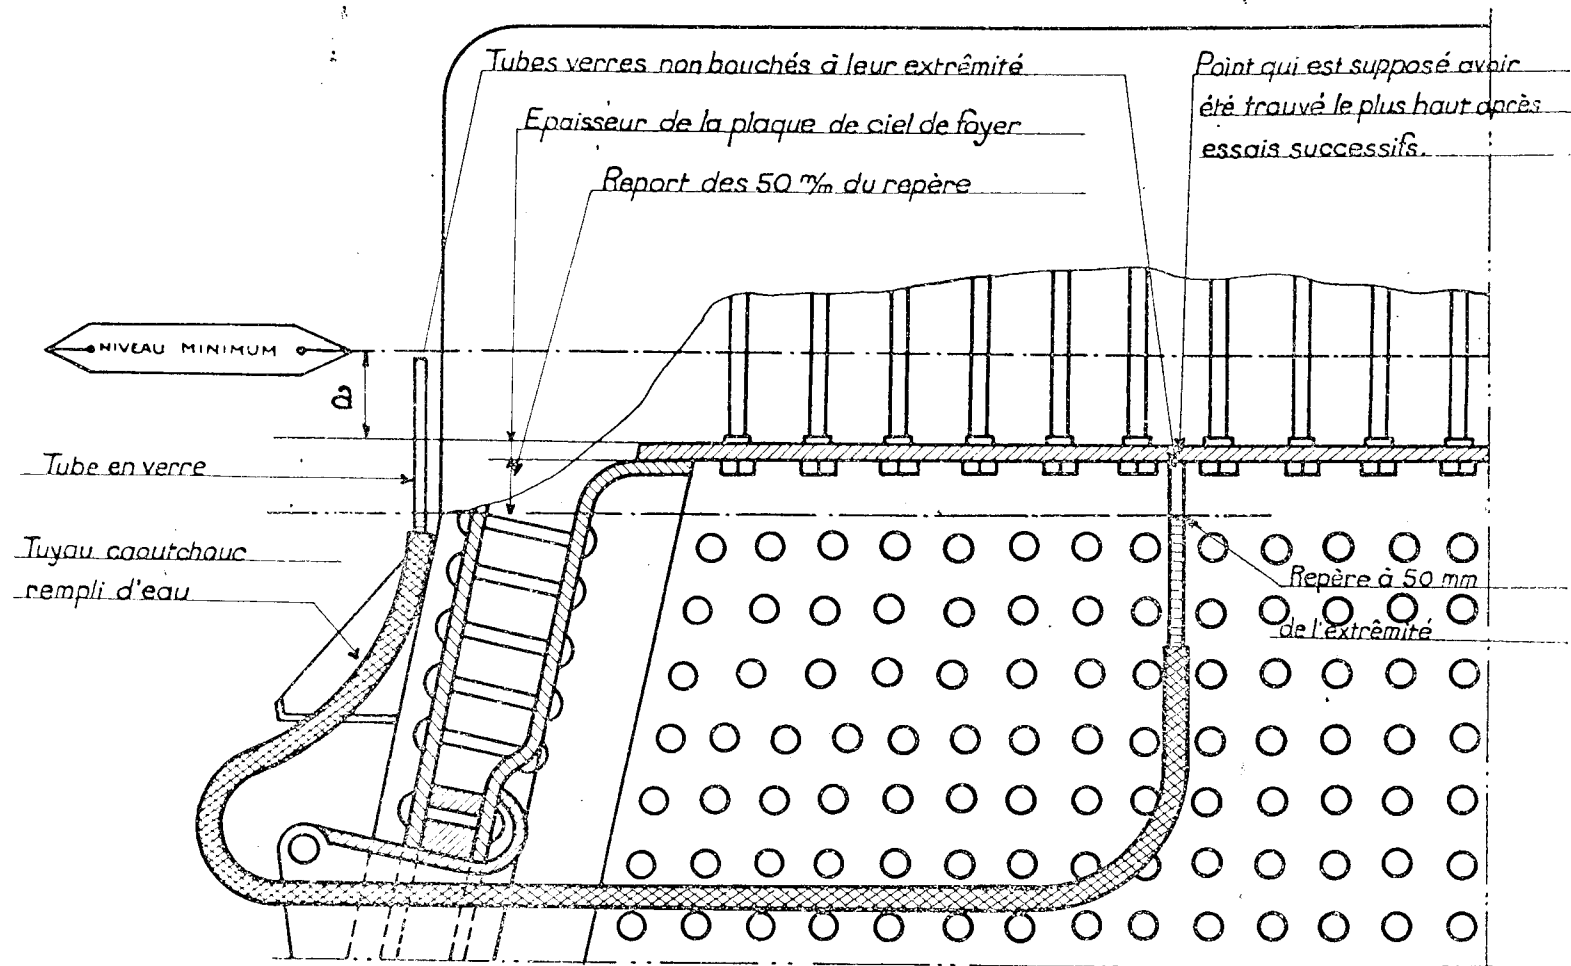 Tubes verres non bouchés à leur extrêmité
Point qui est supposé avoir
été trouvé le plus haut après
essais successifs.
Epaisseur de la plaque de ciel de foyer
Report des 50 m/m du repère
NIVEAU MINIMUM
a
Tube en verre
Tuyau caoutchouc
rempli d'eau
Repère à 50 mm
de l'extrêmité